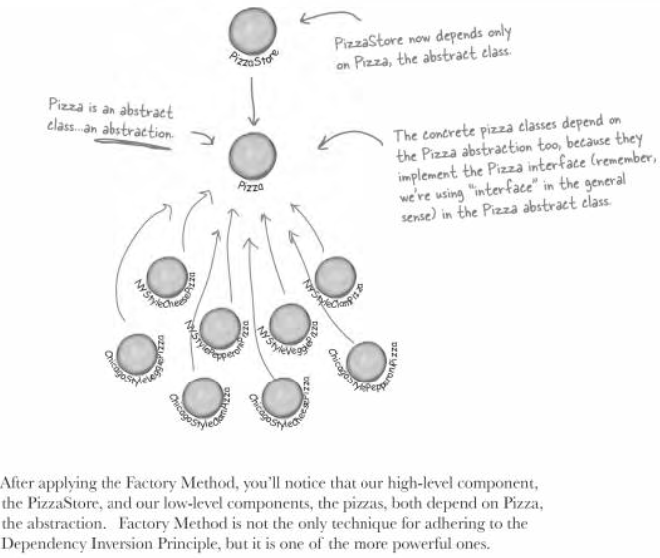 PizzaStore
PizzaStore now depends only
on Pizza, the abstract class.
Pizza is an abstract
class...an abstraction.
Pizza
The concrete pizza classes depend on
the Pizza abstraction too, because they
implement the Pizza interface (remember,
we're using "interface" in the general
sense) in the Pizza abstract class.
NYStyleCheesePizza
NYStyleClamPizza
NYStylePepperoniPizza
NYStyleVeggiePizza
ChicagoStyleVeggiePizza
ChicagoStylePepperoniPizza
ChicagoStyleClamPizza
ChicagoStyleCheesePizza
After applying the Factory Method, you'll notice that our high-level component,
the PizzaStore, and our low-level components, the pizzas, both depend on Pizza,
the abstraction.  Factory Method is not the only technique for adhering to the
Dependency Inversion Principle, but it is one of the more powerful ones.